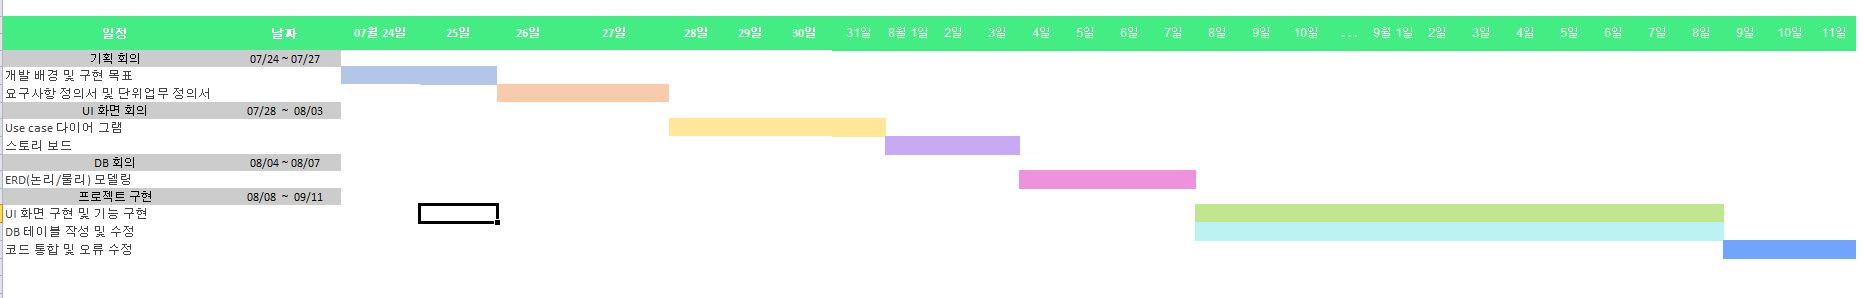 일정 날짜 07월 24일 25일 26일 27일 28일 29일 30일 31일 8월 1일 2일 3일 4일 5일 6일 7일 8일 9일 10일 ... 9월 1일 2일 3일 4일 5일 6일 7일 8일 9일 10일 11일
기획 회의 07/24 ~ 07/27
개발 배경 및 구현 목표
요구사항 정의서 및 단위업무 정의서
UI 화면 회의 07/28 ~ 08/03
Use case 다이어 그램
스토리 보드
DB 회의 08/04 ~ 08/07
ERD(논리/물리) 모델링
프로젝트 구현 08/08 ~ 09/11
UI 화면 구현 및 기능 구현
DB 테이블 작성 및 수정
코드 통합 및 오류 수정